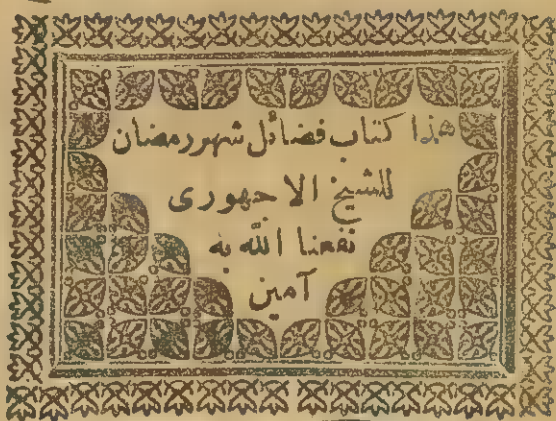 هذا كتاب فضائل شهر رمضان
للشيخ الاجهورى
نفعنا الله به
آمين